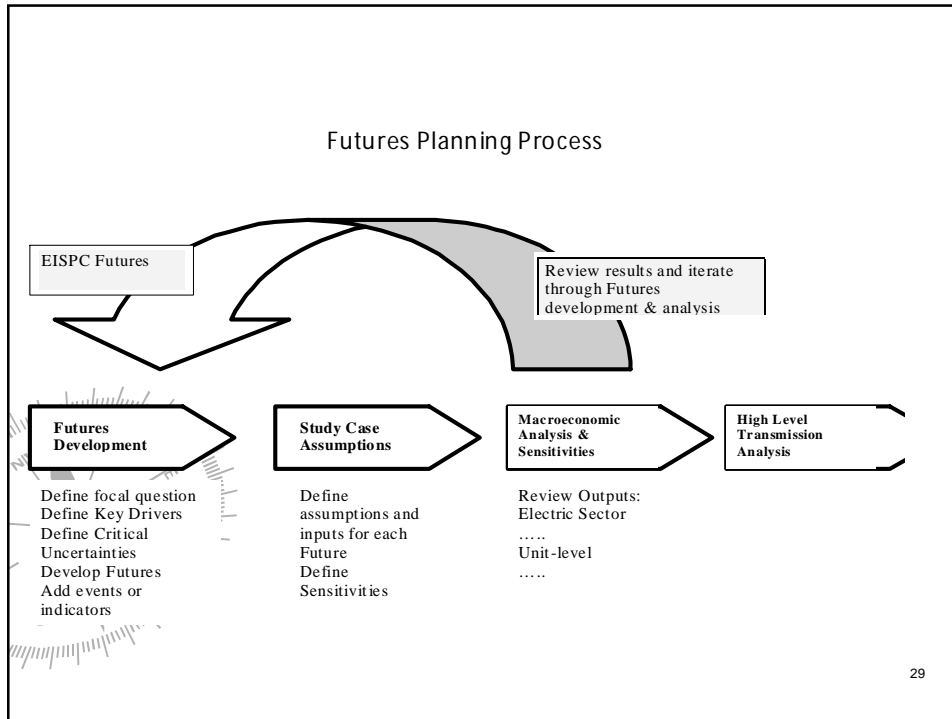 Futures Planning Process
EISPC Futures
Review results and iterate
through Futures
development & analysis
Futures
Development
Study Case
Assumptions
Macroeconomic
Analysis &
Sensitivities
High Level
Transmission
Analysis
Define focal question
Define Key Drivers
Define Critical
Uncertainties
Develop Futures
Add events or
indicators
Define
assumptions and
inputs for each
Future
Define
Sensitivities
Review Outputs:
Electric Sector
…..
Unit-level
…..
29